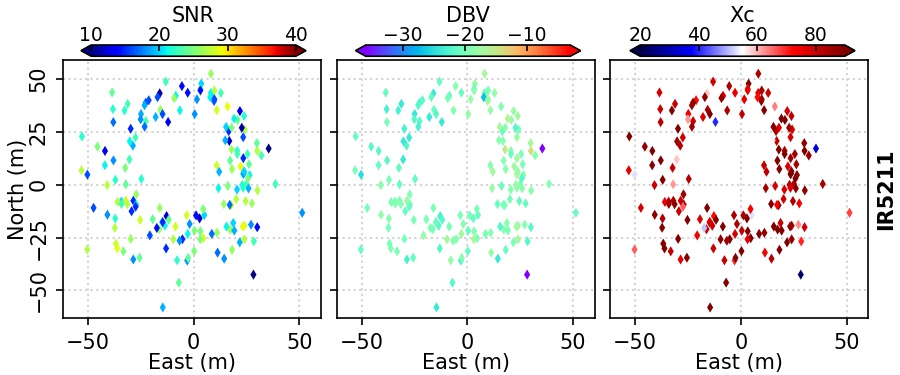 SNR DBV Xc
10 20 30 40 −30 −20 −10 20 40 60 80
50
25
0
−25
−50
North (m)
IR5211
−50 0 50 −50 0 50 −50 0 50
East (m) East (m) East (m)